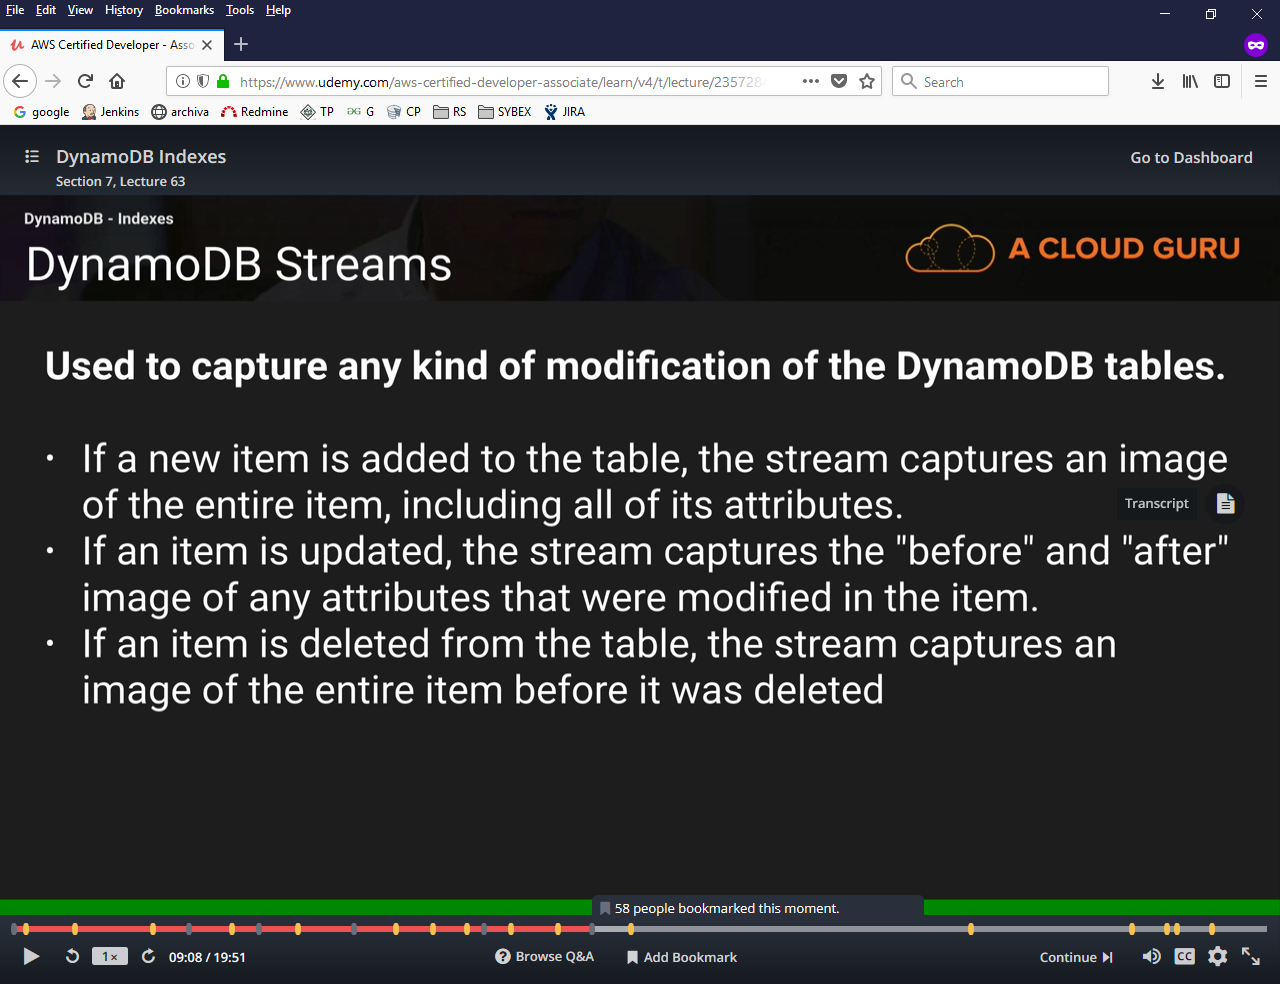 File Edit View History Bookmarks Tools Help
AWS Certified Developer - Asso
https://www.udemy.com/aws-certified-developer-associate/learn/v4/t/lecture/235728
Search
google Jenkins archiva Redmine TP G CP RS SYBEX JIRA
DynamoDB Indexes
Go to Dashboard
Section 7, Lecture 63
DynamoDB - Indexes
DynamoDB Streams
A CLOUD GURU
Used to capture any kind of modification of the DynamoDB tables.
• If a new item is added to the table, the stream captures an image
of the entire item, including all of its attributes.
Transcript
• If an item is updated, the stream captures the "before" and "after"
image of any attributes that were modified in the item.
• If an item is deleted from the table, the stream captures an
image of the entire item before it was deleted
58 people bookmarked this moment.
1x
09:08 / 19:51
Browse Q&A
Add Bookmark
Continue
CC